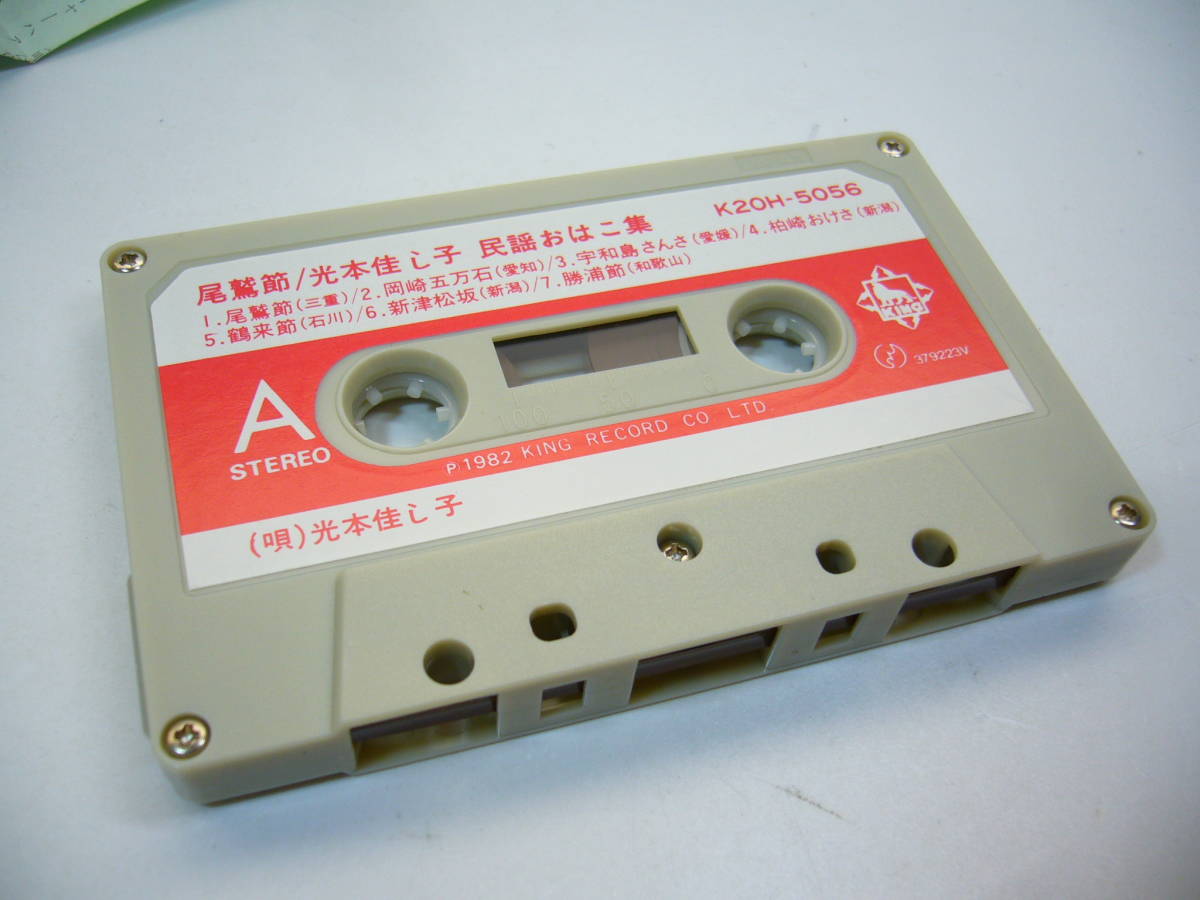 K20H-5056
尾鷲節/光本佳し子 民謡おはこ集
1.尾鷲節(三重)/2.岡崎五万石(愛知)/3.宇和島さんさ(愛媛)/4.柏崎おけさ(新潟)
5.鶴来節(石川)/6.新津松坂(新潟)/7.勝浦節(和歌山)
KING
379223V
A
STEREO
100 50 0
P 1982 KING RECORD CO LTD.
(唄)光本佳し子